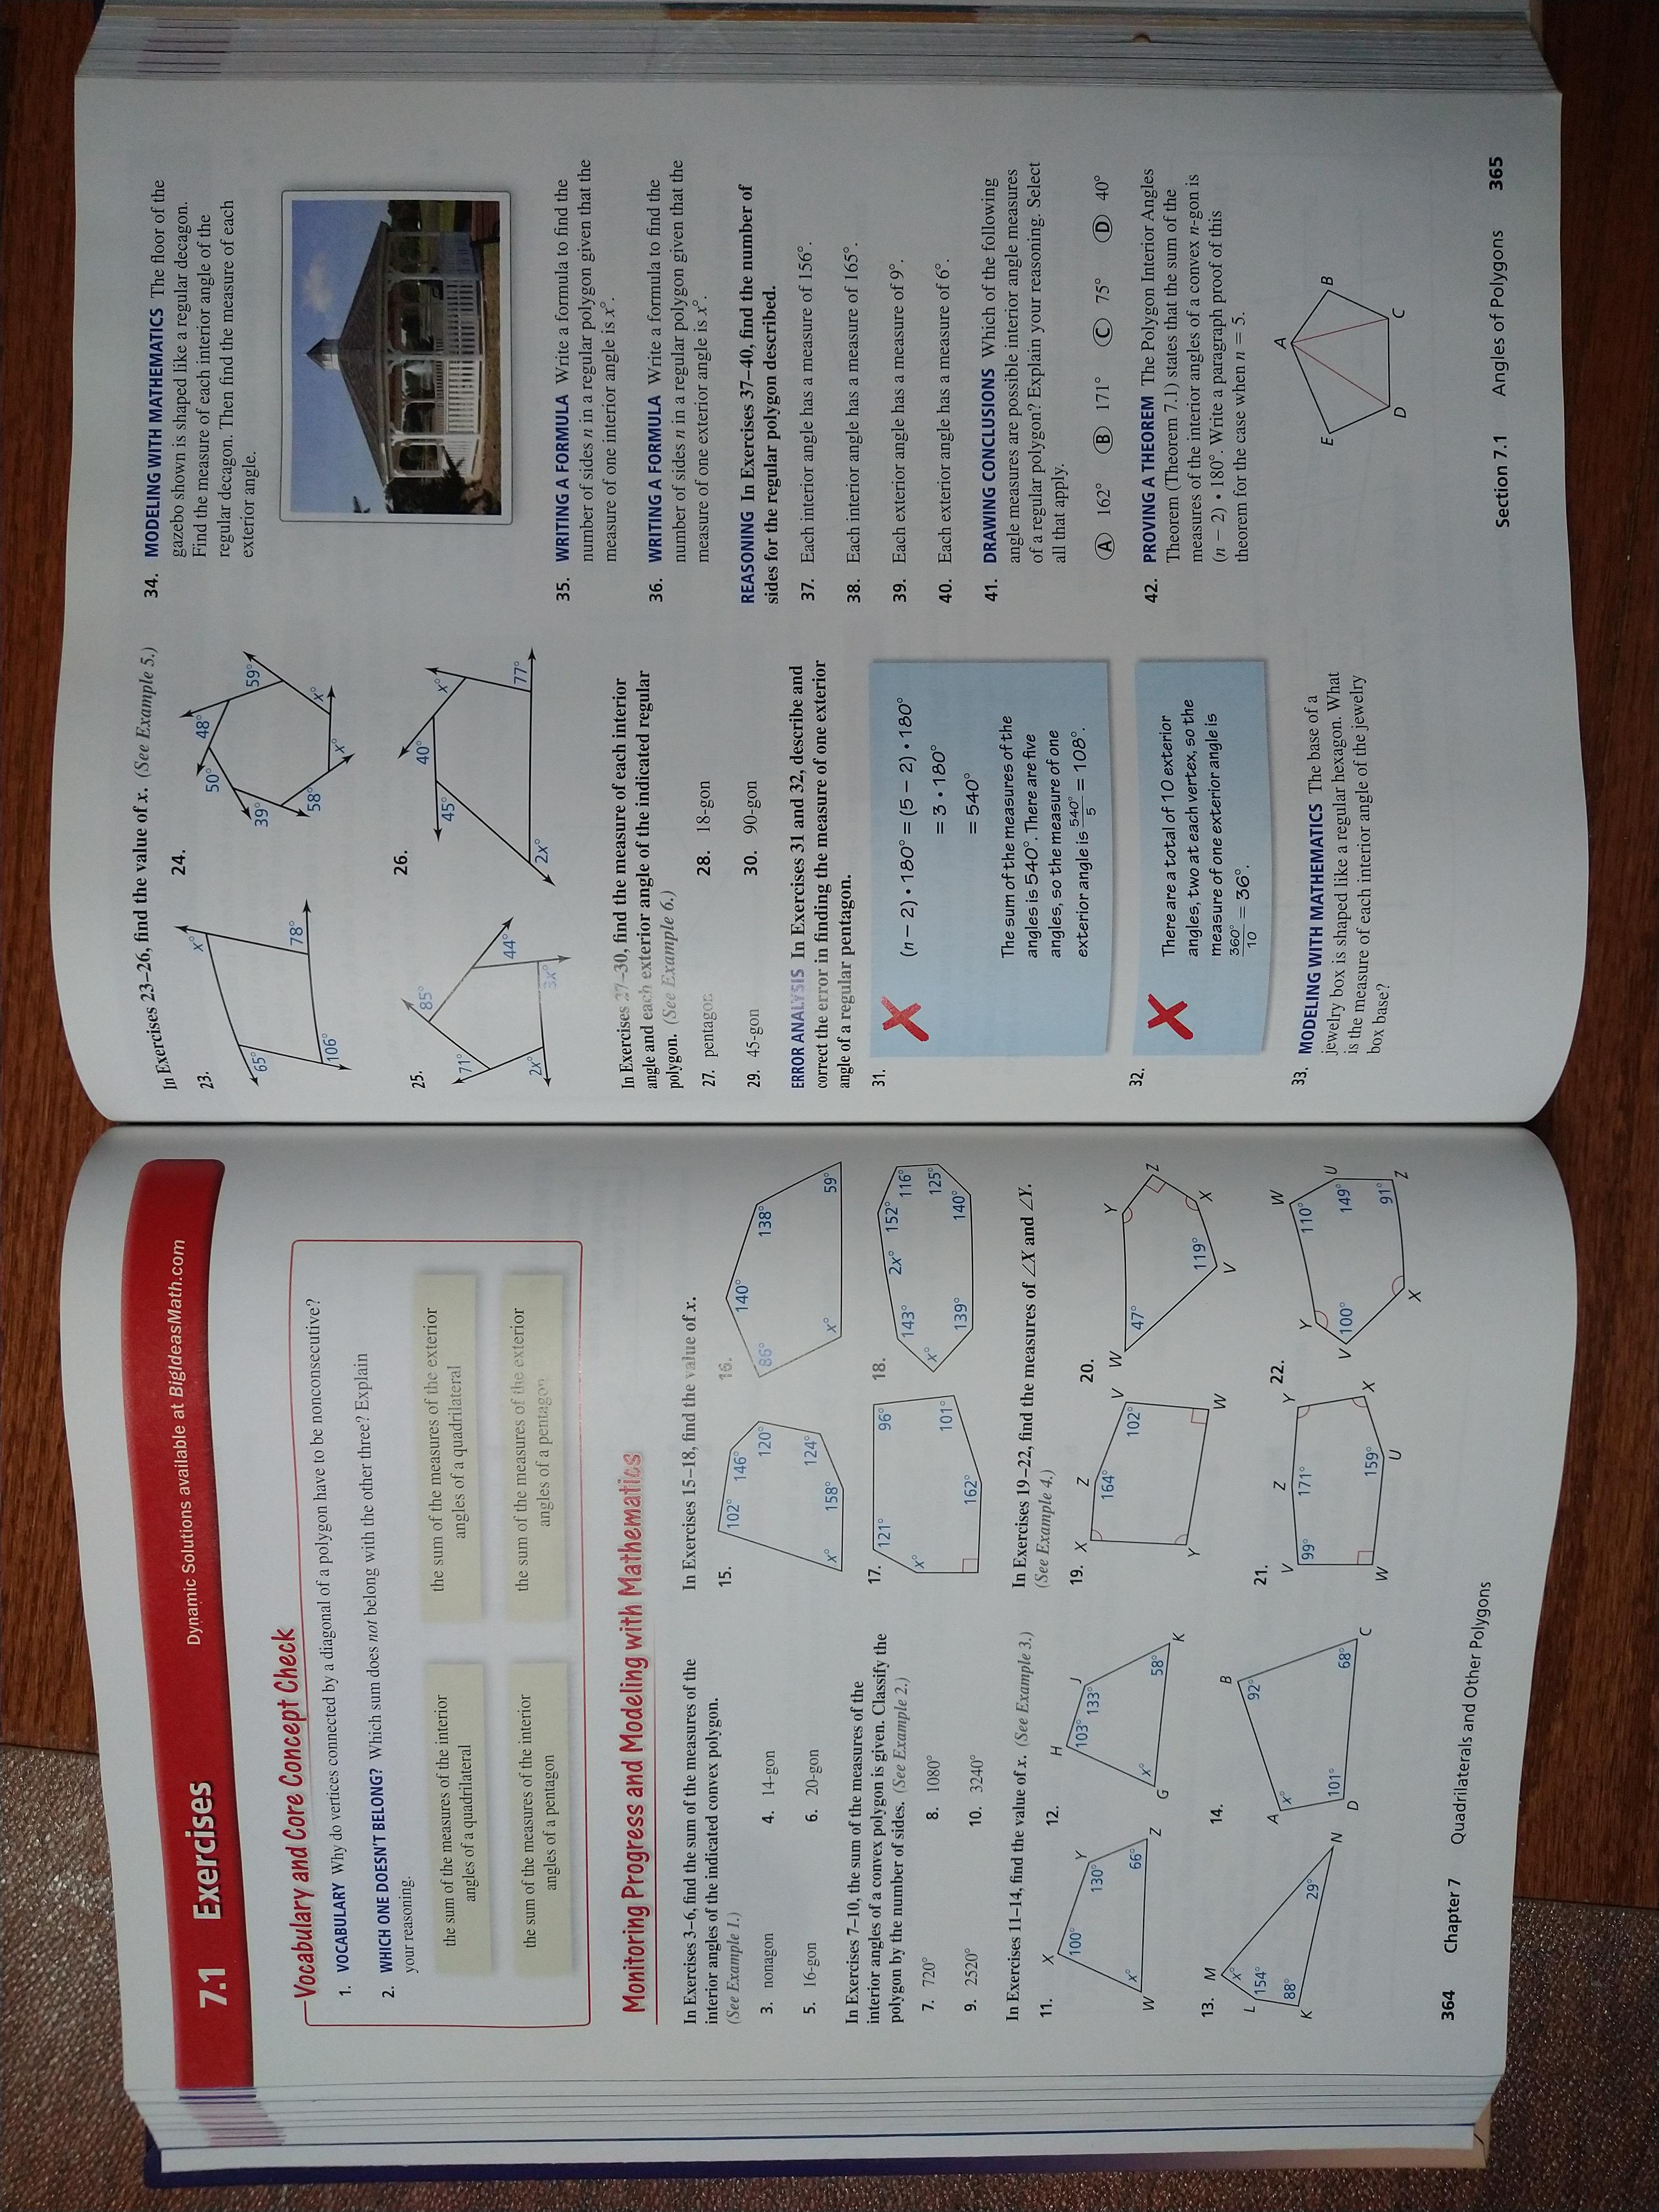 7.1 Exercises
Dynamic Solutions available at BigIdeasMath.com
Vocabulary and Core Concept Check
1. VOCABULARY Why do vertices connected by a diagonal of a polygon have to be nonconsecutive?
2. WHICH ONE DOESN'T BELONG? Which sum does not belong with the other three? Explain
your reasoning.
the sum of the measures of the interior
angles of a quadrilateral
the sum of the measures of the exterior
angles of a quadrilateral
the sum of the measures of the interior
angles of a pentagon
the sum of the measures of the exterior
angles of a pentagon
Monitoring Progress and Modeling with Mathematics
In Exercises 3–6, find the sum of the measures of the
interior angles of the indicated convex polygon.
(See Example 1.)
3. nonagon
4. 14-gon
5. 16-gon
6. 20-gon
In Exercises 7–10, the sum of the measures of the
interior angles of a convex polygon is given. Classify the
polygon by the number of sides. (See Example 2.)
7. 720°
8. 1080°
9. 2520°
10. 3240°
In Exercises 11–14, find the value of x. (See Example 3.)
11.
X
100°
Y
130°
x°
66°
W
Z
12.
H
103°
J
133°
x°
58°
G
K
13.
M
x°
L
154°
88°
K
29°
N
14.
B
92°
A
x°
101°
68°
D
C
In Exercises 15–18, find the value of x.
15.
102°
146°
120°
124°
x°
158°
16.
140°
86°
138°
x°
59°
17.
121°
96°
x°
101°
162°
18.
2x°
152°
143°
116°
x°
125°
139°
140°
In Exercises 19–22, find the measures of ∠X and ∠Y.
(See Example 4.)
19.
X
Z
164°
V
102°
Y
W
20.
W
Y
47°
Z
119°
X
V
21.
V
Z
Y
99°
171°
159°
W
U
X
22.
W
Y
110°
V
100°
149°
U
91°
X
Z
364 Chapter 7 Quadrilaterals and Other Polygons
In Exercises 23–26, find the value of x. (See Example 5.)
23.
x°
65°
78°
106°
24.
50°
48°
39°
59°
58°
x°
x°
25.
85°
71°
44°
2x°
3x°
26.
40°
45°
x°
77°
2x°
In Exercises 27–30, find the measure of each interior
angle and each exterior angle of the indicated regular
polygon. (See Example 6.)
27. pentagon
28. 18-gon
29. 45-gon
30. 90-gon
ERROR ANALYSIS In Exercises 31 and 32, describe and
correct the error in finding the measure of one exterior
angle of a regular pentagon.
31.
(n − 2) • 180° = (5 − 2) • 180°
= 3 • 180°
= 540°
The sum of the measures of the
angles is 540°. There are five
angles, so the measure of one
exterior angle is 540°/5 = 108°.
32.
There are a total of 10 exterior
angles, two at each vertex, so the
measure of one exterior angle is
360°/10 = 36°.
33. MODELING WITH MATHEMATICS The base of a
jewelry box is shaped like a regular hexagon. What
is the measure of each interior angle of the jewelry
box base?
34. MODELING WITH MATHEMATICS The floor of the
gazebo shown is shaped like a regular decagon.
Find the measure of each interior angle of the
regular decagon. Then find the measure of each
exterior angle.
35. WRITING A FORMULA Write a formula to find the
number of sides n in a regular polygon given that the
measure of one interior angle is x°.
36. WRITING A FORMULA Write a formula to find the
number of sides n in a regular polygon given that the
measure of one exterior angle is x°.
REASONING In Exercises 37–40, find the number of
sides for the regular polygon described.
37. Each interior angle has a measure of 156°.
38. Each interior angle has a measure of 165°.
39. Each exterior angle has a measure of 9°.
40. Each exterior angle has a measure of 6°.
41. DRAWING CONCLUSIONS Which of the following
angle measures are possible interior angle measures
of a regular polygon? Explain your reasoning. Select
all that apply.
A 162° B 171° C 75° D 40°
42. PROVING A THEOREM The Polygon Interior Angles
Theorem (Theorem 7.1) states that the sum of the
measures of the interior angles of a convex n-gon is
(n − 2) • 180°. Write a paragraph proof of this
theorem for the case when n = 5.
A
E
B
D
C
Section 7.1 Angles of Polygons 365